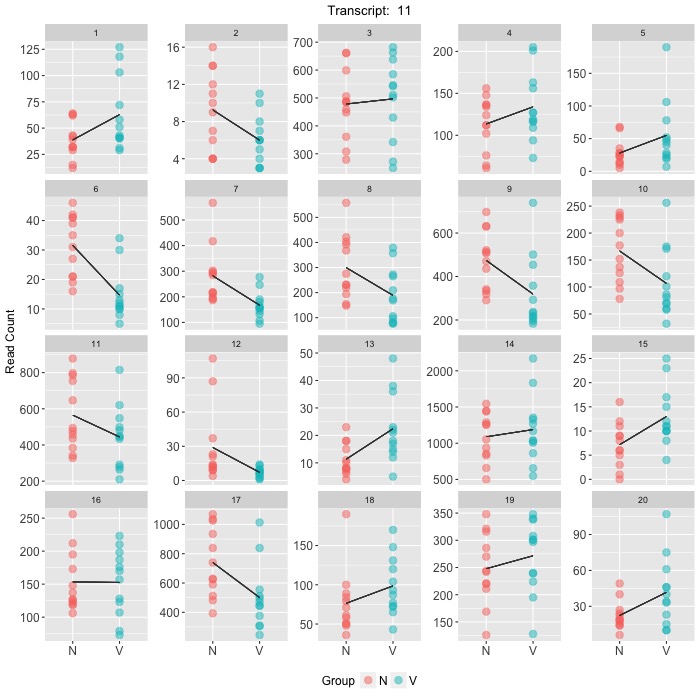 Transcript: 11
1 2 3 4 5
125 100 75 50 25
16 12 8 4
700 600 500 400 300
200 150 100
150 100 50 0
6 7 8 9 10
40 30 20 10
500 400 300 200 100
500 400 300 200 100
600 400 200
250 200 150 100 50
Read Count
11 12 13 14 15
800 600 400 200
90 60 30 0
50 40 30 20 10
2000 1500 1000 500
25 20 15 10 5 0
16 17 18 19 20
250 200 150 100
1000 800 600 400
150 100 50
350 300 250 200 150
90 60 30
N V N V N V N V N V
Group N V